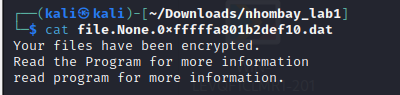 ┌──(kali㉿kali)-[~/Downloads/nhombay_lab1]
└─$ cat file.None.0×fffffa801b2def10.dat
Your files have been encrypted.
Read the Program for more information
read program for more information.